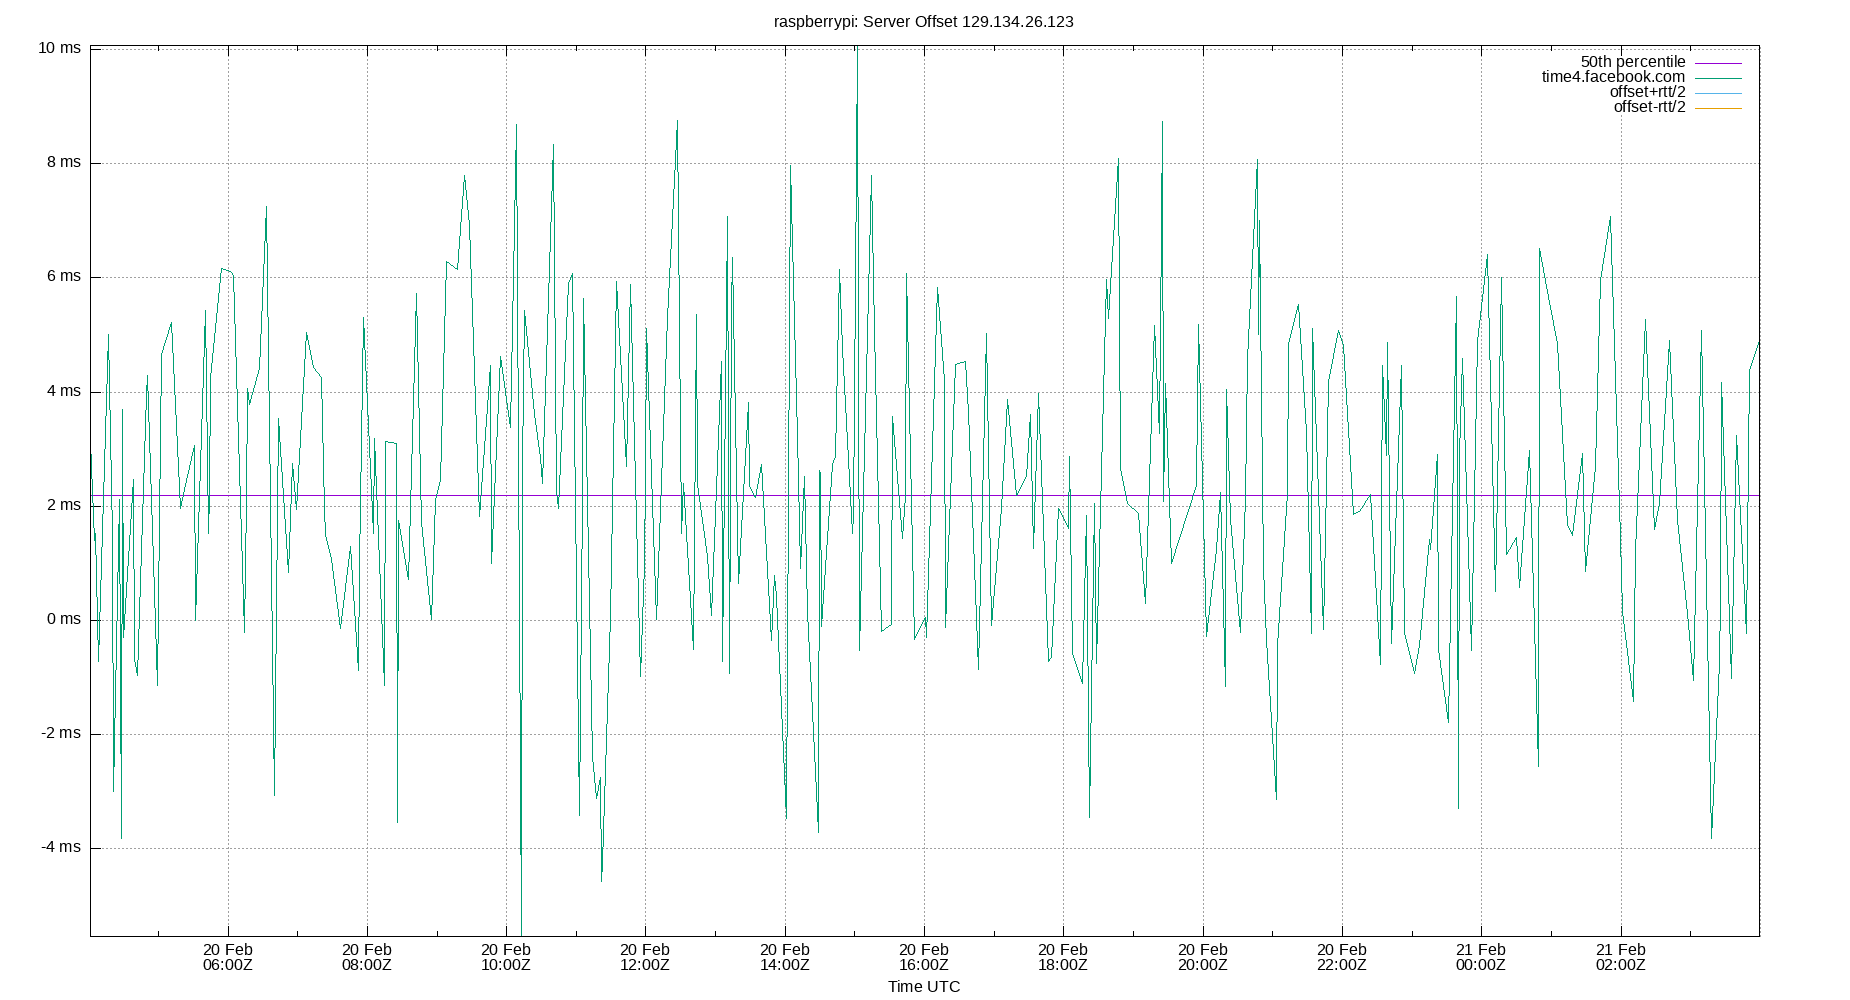 raspberrypi: Server Offset 129.134.26.123
10 ms
8 ms
6 ms
4 ms
2 ms
0 ms
-2 ms
-4 ms
50th percentile
time4.facebook.com
offset+rtt/2
offset-rtt/2
20 Feb 20 Feb 20 Feb 20 Feb 20 Feb 20 Feb 20 Feb 20 Feb 20 Feb 21 Feb 21 Feb
06:00Z 08:00Z 10:00Z 12:00Z 14:00Z 16:00Z 18:00Z 20:00Z 22:00Z 00:00Z 02:00Z
Time UTC